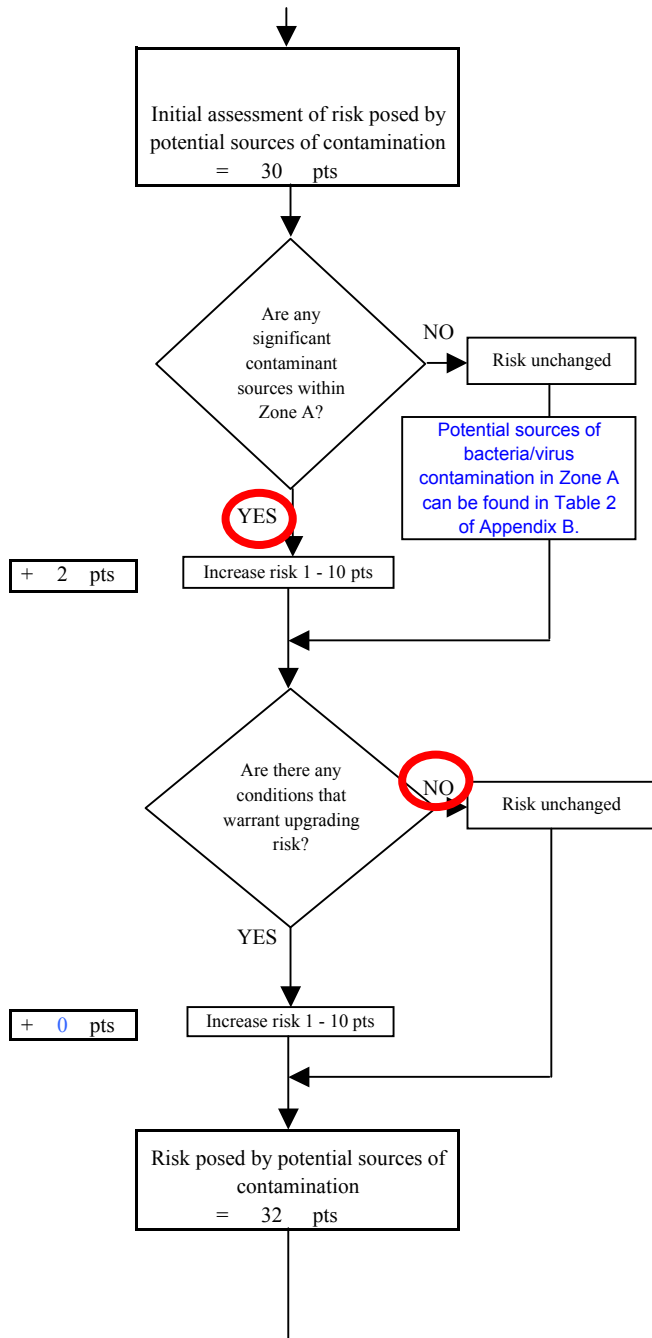 Initial assessment of risk posed by
potential sources of contamination
= 30 pts
Are any
significant
contaminant
sources within
Zone A?
NO
Risk unchanged
Potential sources of
bacteria/virus
contamination in Zone A
can be found in Table 2
of Appendix B.
YES
+ 2 pts
Increase risk 1 - 10 pts
Are there any
conditions that
warrant upgrading
risk?
NO
Risk unchanged
YES
+ 0 pts
Increase risk 1 - 10 pts
Risk posed by potential sources of
contamination
= 32 pts